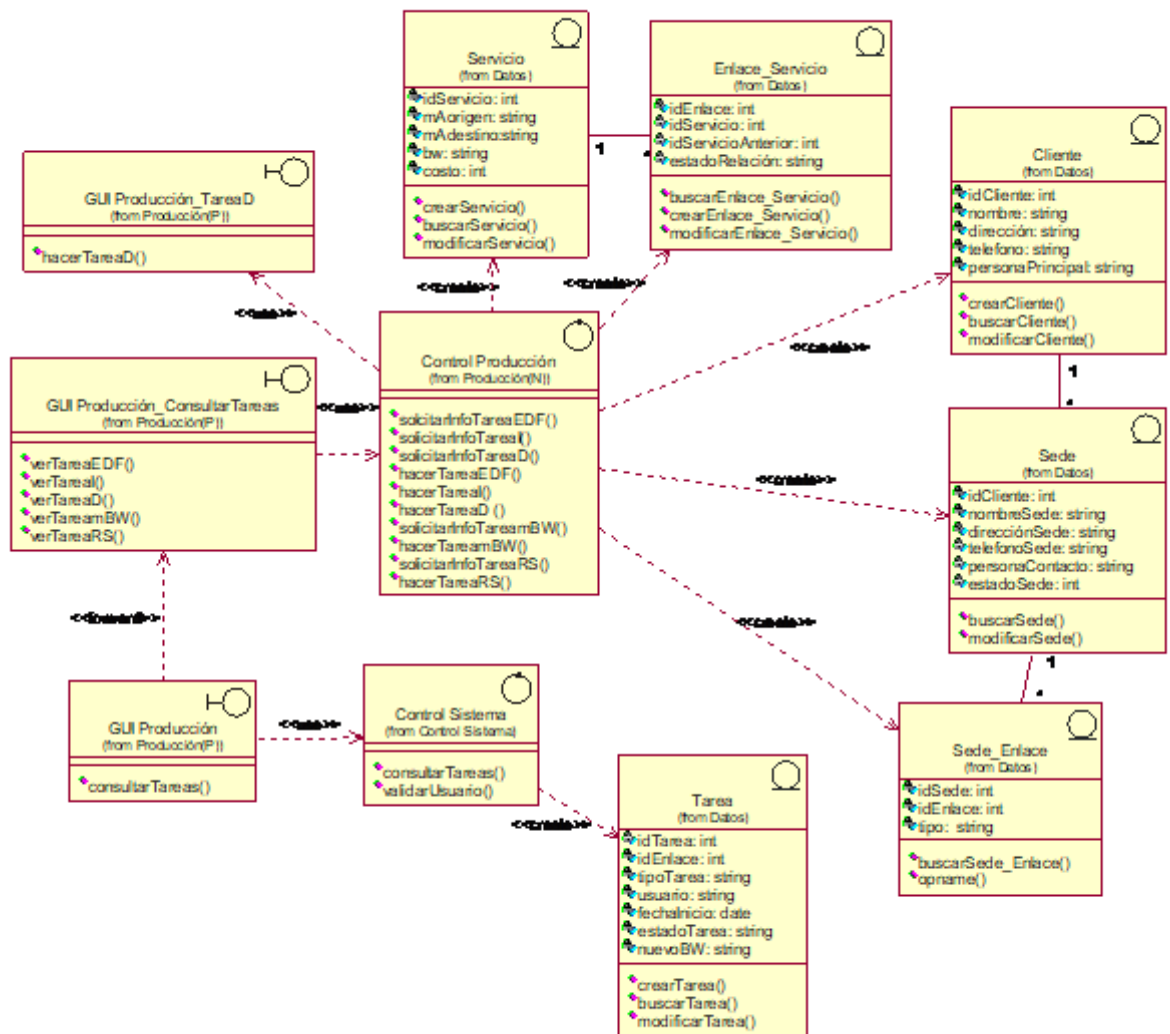 Servicio
(from Datos)
idServicio: int
mAorigen: string
mAdestino:string
bw: string
costo: int
crearServicio()
buscarServicio()
modificarServicio()
Enlace_Servicio
(from Datos)
idEnlace: int
idServicio: int
idServicioAnterior: int
estadoRelación: string
buscarEnlace_Servicio()
crearEnlace_Servicio()
modificarEnlace_Servicio()
1
Cliente
(from Datos)
idCliente: int
nombre: string
dirección: string
telefono: string
personaPrincipal: string
crearCliente()
buscarCliente()
modificarCliente()
GUI Producción_TareaD
(from Producción(P))
hacerTareaD()
Control Producción
(from Producción(N))
solcitarInfoTareaEDF()
solicitarInfoTareaI()
solicitarInfoTareaD()
hacerTareaEDF()
hacerTareaI()
hacerTareaD ()
solicitarInfoTareamBW()
hacerTareamBW()
solicitarInfoTareaRS()
hacerTareaRS()
GUI Producción_ConsultarTareas
(from Producción(P))
verTareaEDF()
verTareaI()
verTareaD()
verTareamBW()
verTareaRS()
1
*
Sede
(from Datos)
idCliente: int
nombreSede: string
direcciónSede: string
telefonoSede: string
personaContacto: string
estadoSede: int
buscarSede()
modificarSede()
1
*
GUI Producción
(from Producción(P))
consultarTareas()
Control Sistema
(from Control Sistema)
consultarTareas()
validarUsuario()
Sede_Enlace
(from Datos)
idSede: int
idEnlace: int
tipo: string
buscarSede_Enlace()
opname()
Tarea
(from Datos)
idTarea: int
idEnlace: int
tipoTarea: string
usuario: string
fechaInicio: date
estadoTarea: string
nuevoBW: string
crearTarea()
buscarTarea()
modificarTarea()